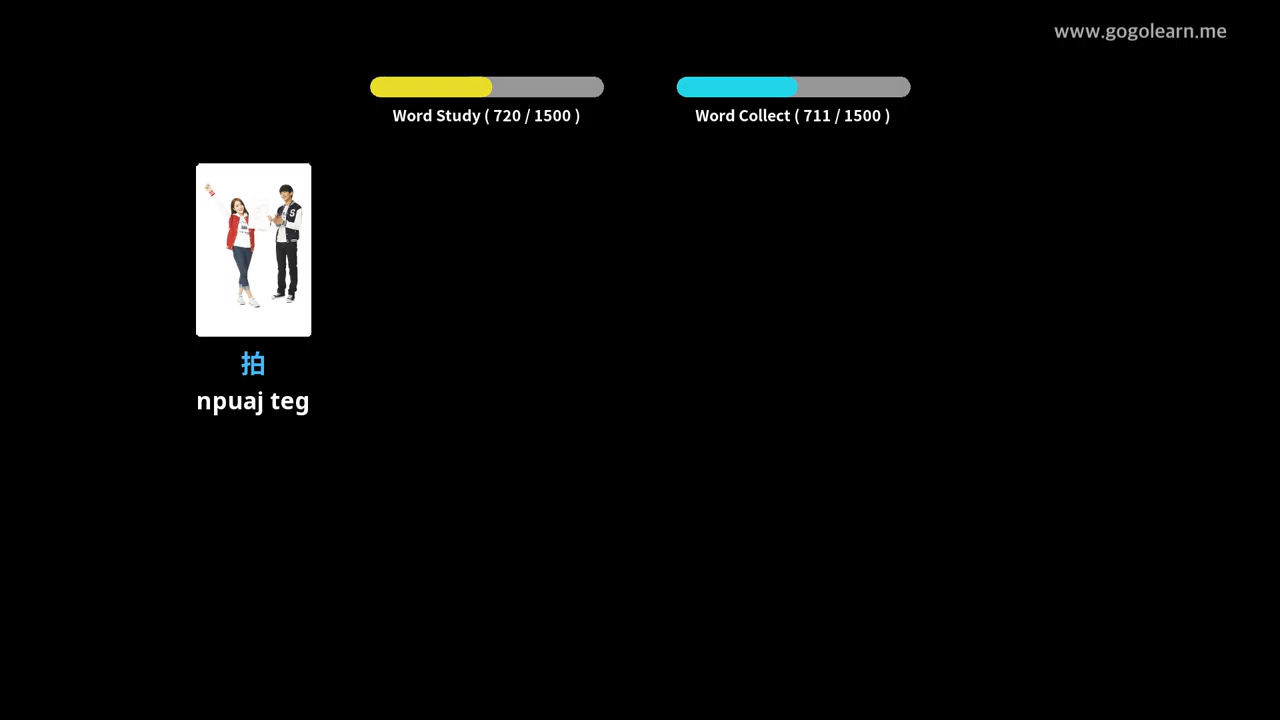 www.gogolearn.me
Word Study ( 720 / 1500 )
Word Collect ( 711 / 1500 )
拍
npuaj teg